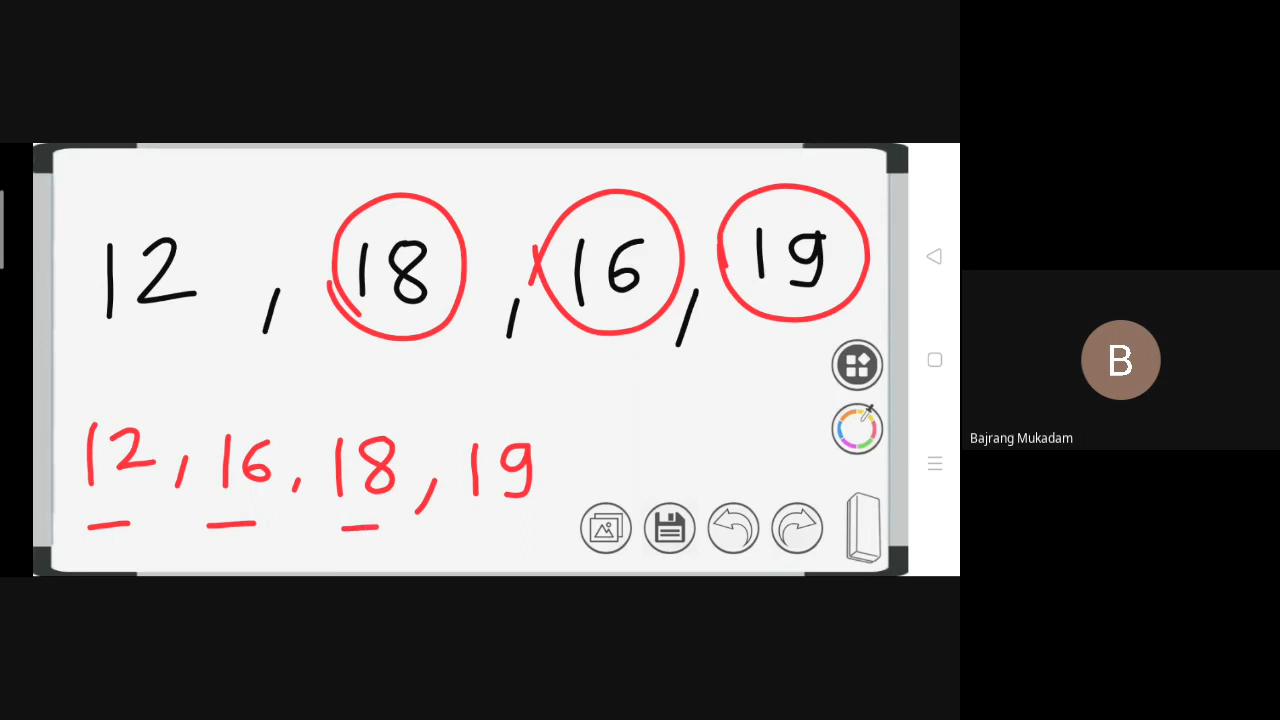 12 , 18 , 16 , 19
12, 16, 18, 19
B
Bajrang Mukadam